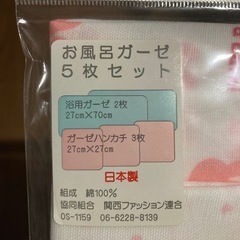 お風呂ガーゼ
5枚セット
浴用ガーゼ 2枚
27cm×70cm
ガーゼハンカチ 3枚
27cm×27cm
日本製
組成 綿100%
協同組合 関西ファッション連合
OS-1159 06-6228-8139